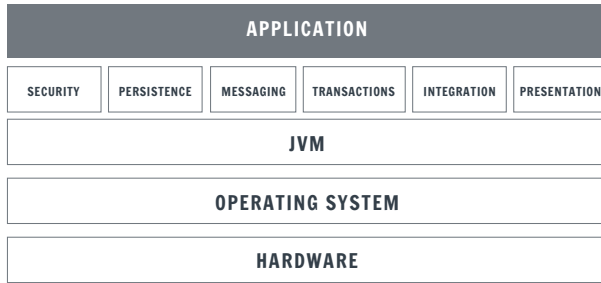 APPLICATION
SECURITY PERSISTENCE MESSAGING TRANSACTIONS INTEGRATION PRESENTATION
JVM
OPERATING SYSTEM
HARDWARE